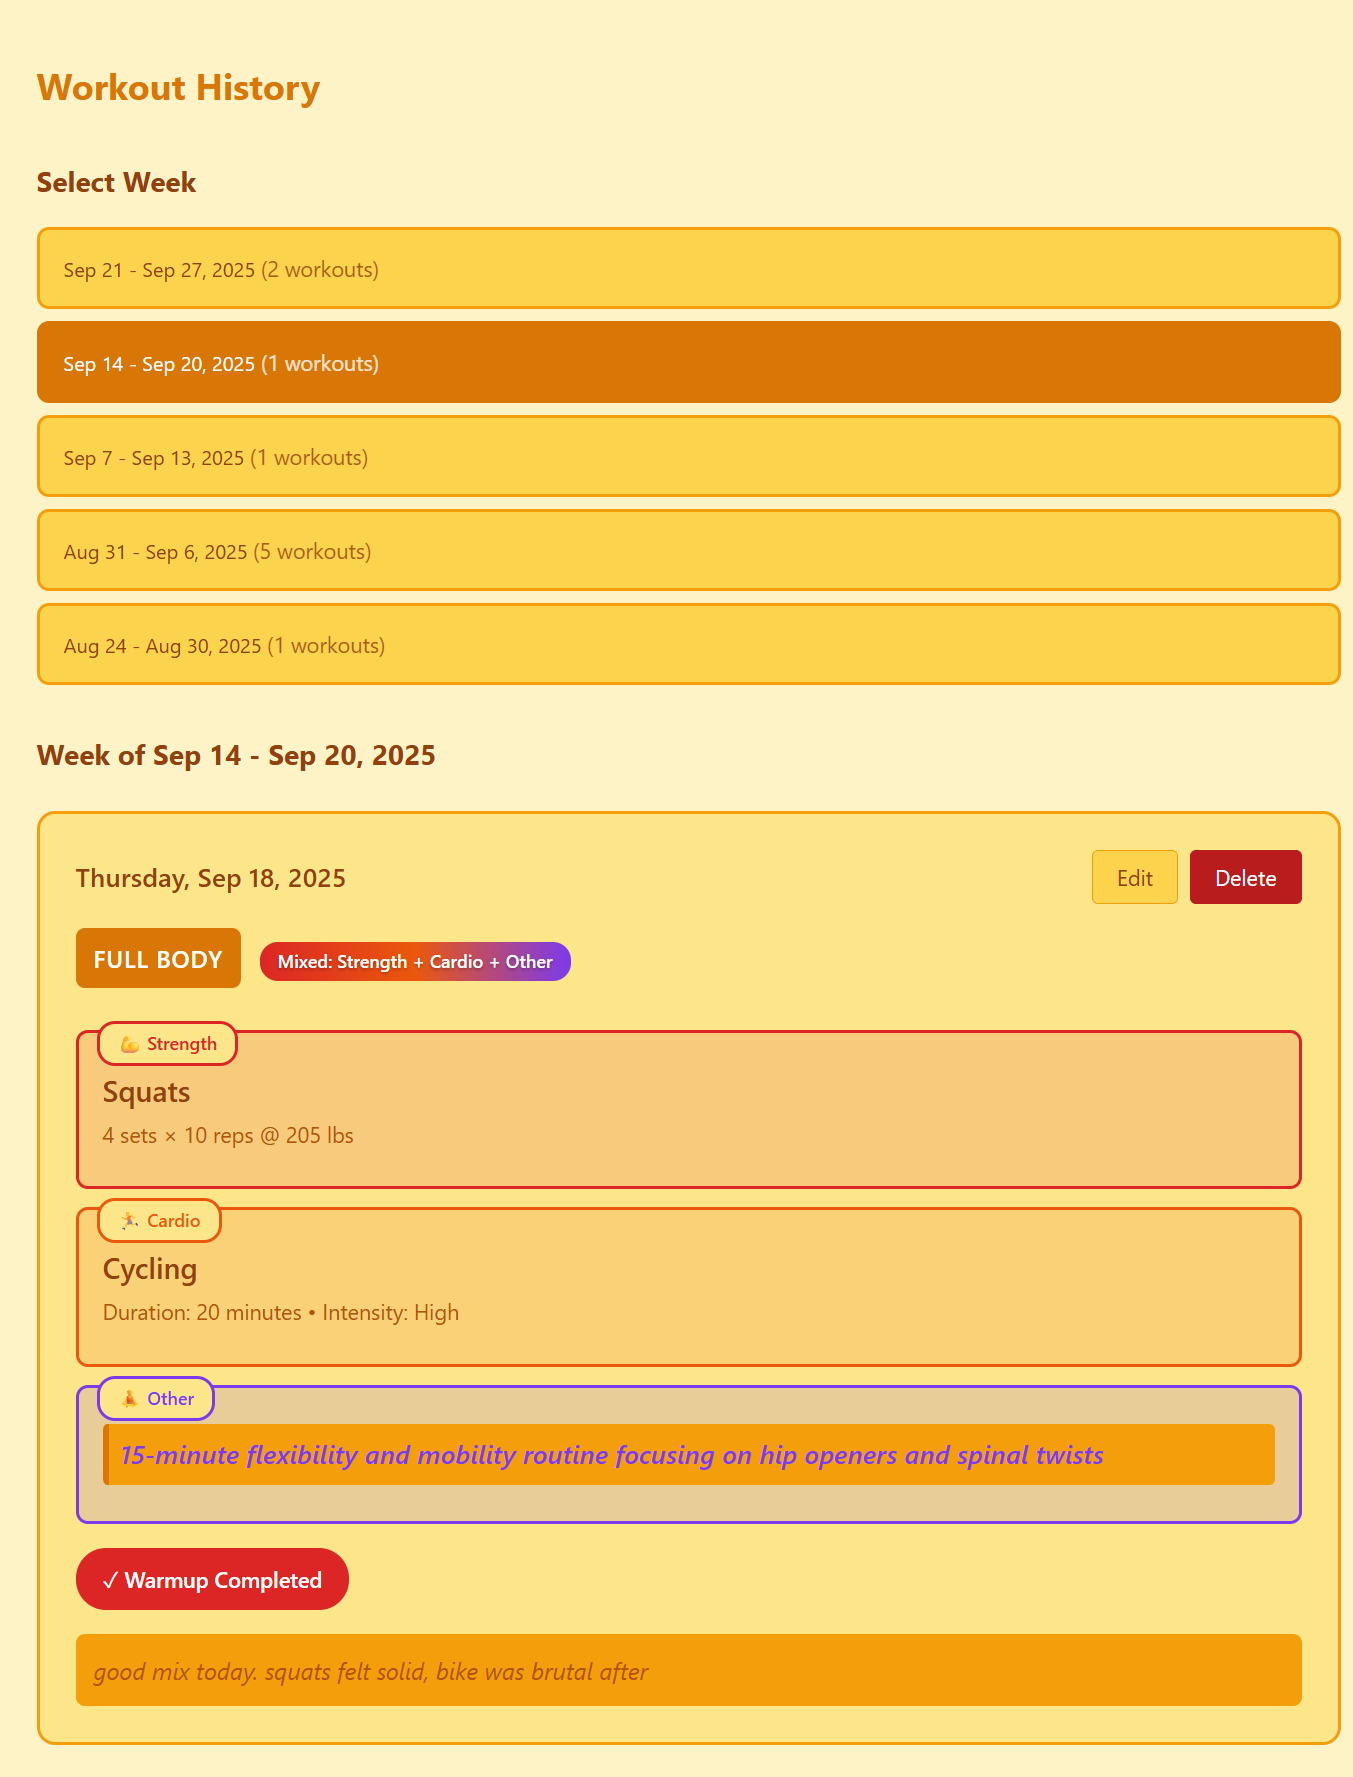 Workout History
Select Week
Sep 21 - Sep 27, 2025 (2 workouts)
Sep 14 - Sep 20, 2025 (1 workouts)
Sep 7 - Sep 13, 2025 (1 workouts)
Aug 31 - Sep 6, 2025 (5 workouts)
Aug 24 - Aug 30, 2025 (1 workouts)
Week of Sep 14 - Sep 20, 2025
Thursday, Sep 18, 2025
Edit
Delete
FULL BODY
Mixed: Strength + Cardio + Other
💪 Strength
Squats
4 sets × 10 reps @ 205 lbs
🏃 Cardio
Cycling
Duration: 20 minutes • Intensity: High
🧘 Other
15-minute flexibility and mobility routine focusing on hip openers and spinal twists
✓ Warmup Completed
good mix today. squats felt solid, bike was brutal after